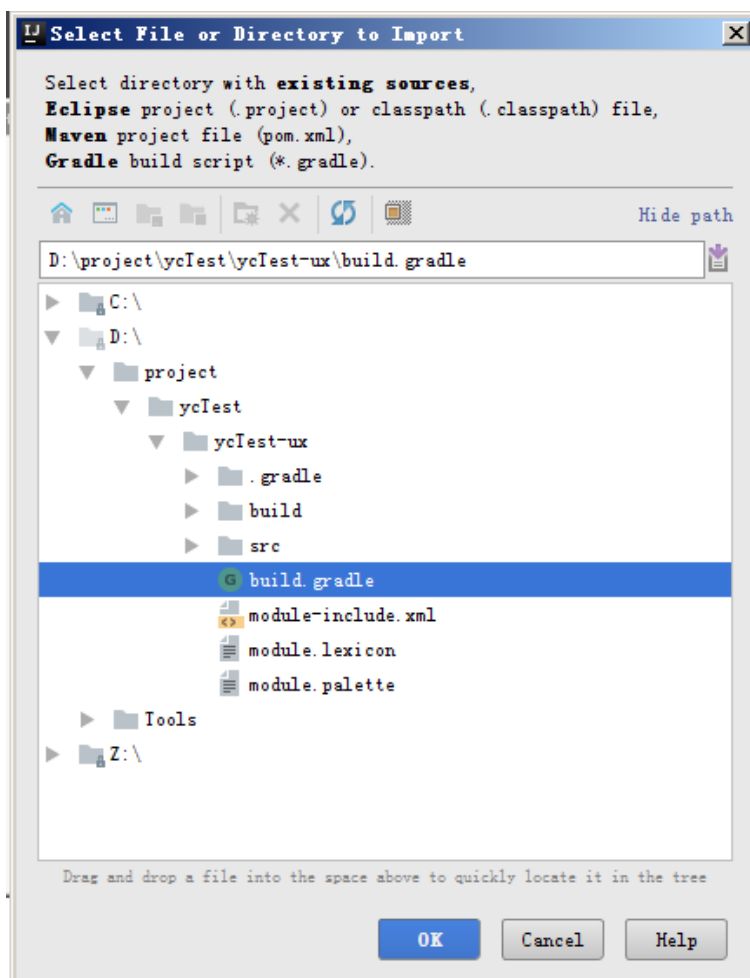 Select File or Directory to Import
Select directory with existing sources,
Eclipse project (.project) or classpath (.classpath) file,
Maven project file (pom.xml),
Gradle build script (*.gradle).
Hide path
D:\project\ycTest\ycTest-ux\build.gradle
C:\
D:\
project
ycTest
ycTest-ux
.gradle
build
src
build.gradle
module-include.xml
module.lexicon
module.palette
Tools
Z:\
Drag and drop a file into the space above to quickly locate it in the tree
OK Cancel Help